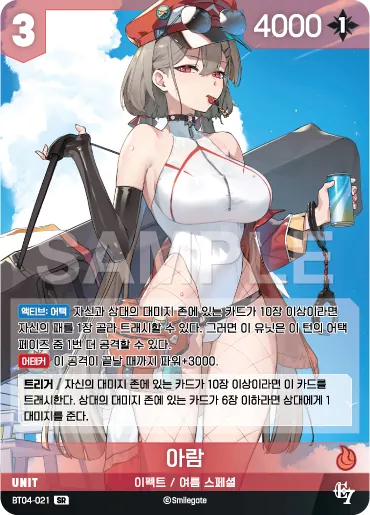 3
4000 1
SAMPLE
액티브: 어택 자신과 상대의 대미지 존에 있는 카드가 10장 이상이라면
자신의 패를 1장 골라 트래시할 수 있다. 그러면 이 유닛은 이 턴의 어택
페이즈 중 1번 더 공격할 수 있다.
어태커 이 공격이 끝날 때까지 파워+3000.
트리거 / 자신의 대미지 존에 있는 카드가 10장 이상이라면 이 카드를
트래시한다. 상대의 대미지 존에 있는 카드가 6장 이하라면 상대에게 1
대미지를 준다.
아람
UNIT
이펙트 / 여름 스페셜
BT04-021 SR
©Smilegate